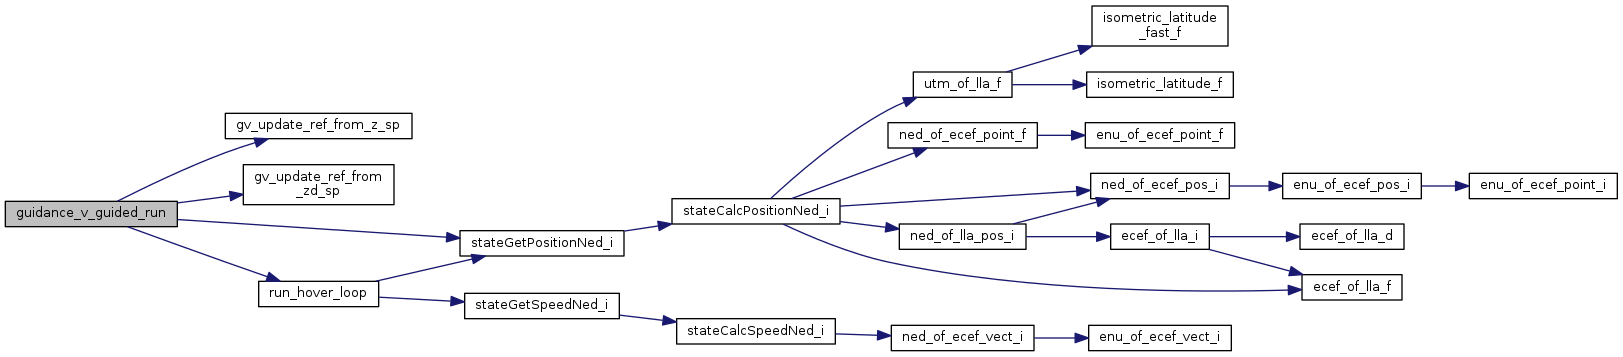 guidance_v_guided_run
gv_update_ref_from_z_sp
gv_update_ref_from
_zd_sp
stateGetPositionNed_i
run_hover_loop
stateGetSpeedNed_i
stateCalcPositionNed_i
stateCalcSpeedNed_i
utm_of_lla_f
isometric_latitude
_fast_f
isometric_latitude_f
ned_of_ecef_point_f
enu_of_ecef_point_f
ned_of_ecef_pos_i
enu_of_ecef_pos_i
enu_of_ecef_point_i
ned_of_lla_pos_i
ecef_of_lla_i
ecef_of_lla_d
ecef_of_lla_f
ned_of_ecef_vect_i
enu_of_ecef_vect_i